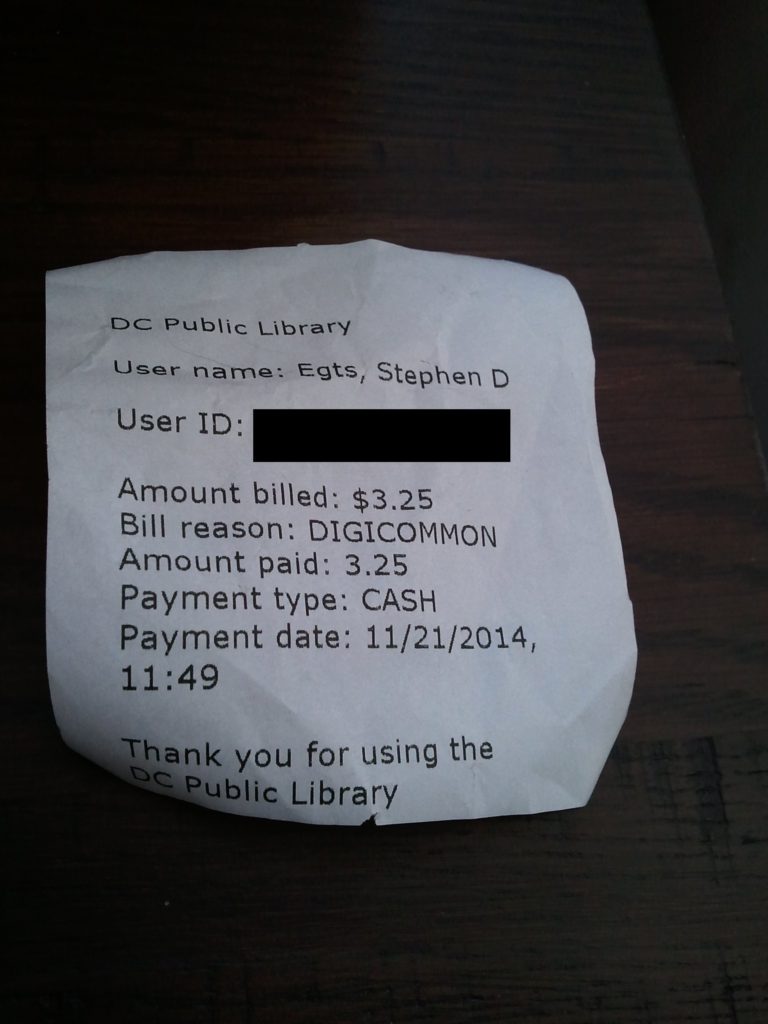 DC Public Library
User name: Egts, Stephen D
User ID:
Amount billed: $3.25
Bill reason: DIGICOMMON
Amount paid: 3.25
Payment type: CASH
Payment date: 11/21/2014,
11:49
Thank you for using the
DC Public Library